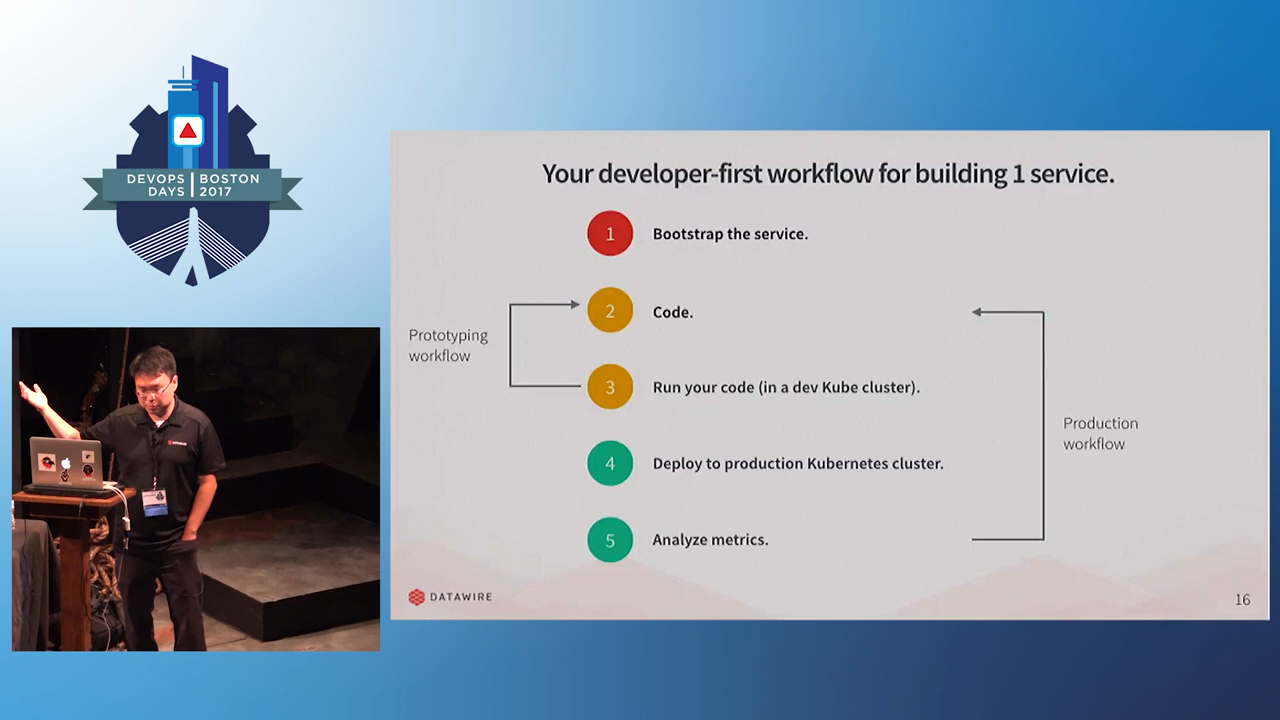 DEVOPS BOSTON
DAYS 2017
Your developer-first workflow for building 1 service.
1 Bootstrap the service.
2 Code.
Prototyping
workflow
3 Run your code (in a dev Kube cluster).
Production
workflow
4 Deploy to production Kubernetes cluster.
5 Analyze metrics.
DATAWIRE
16
DATAWIRE